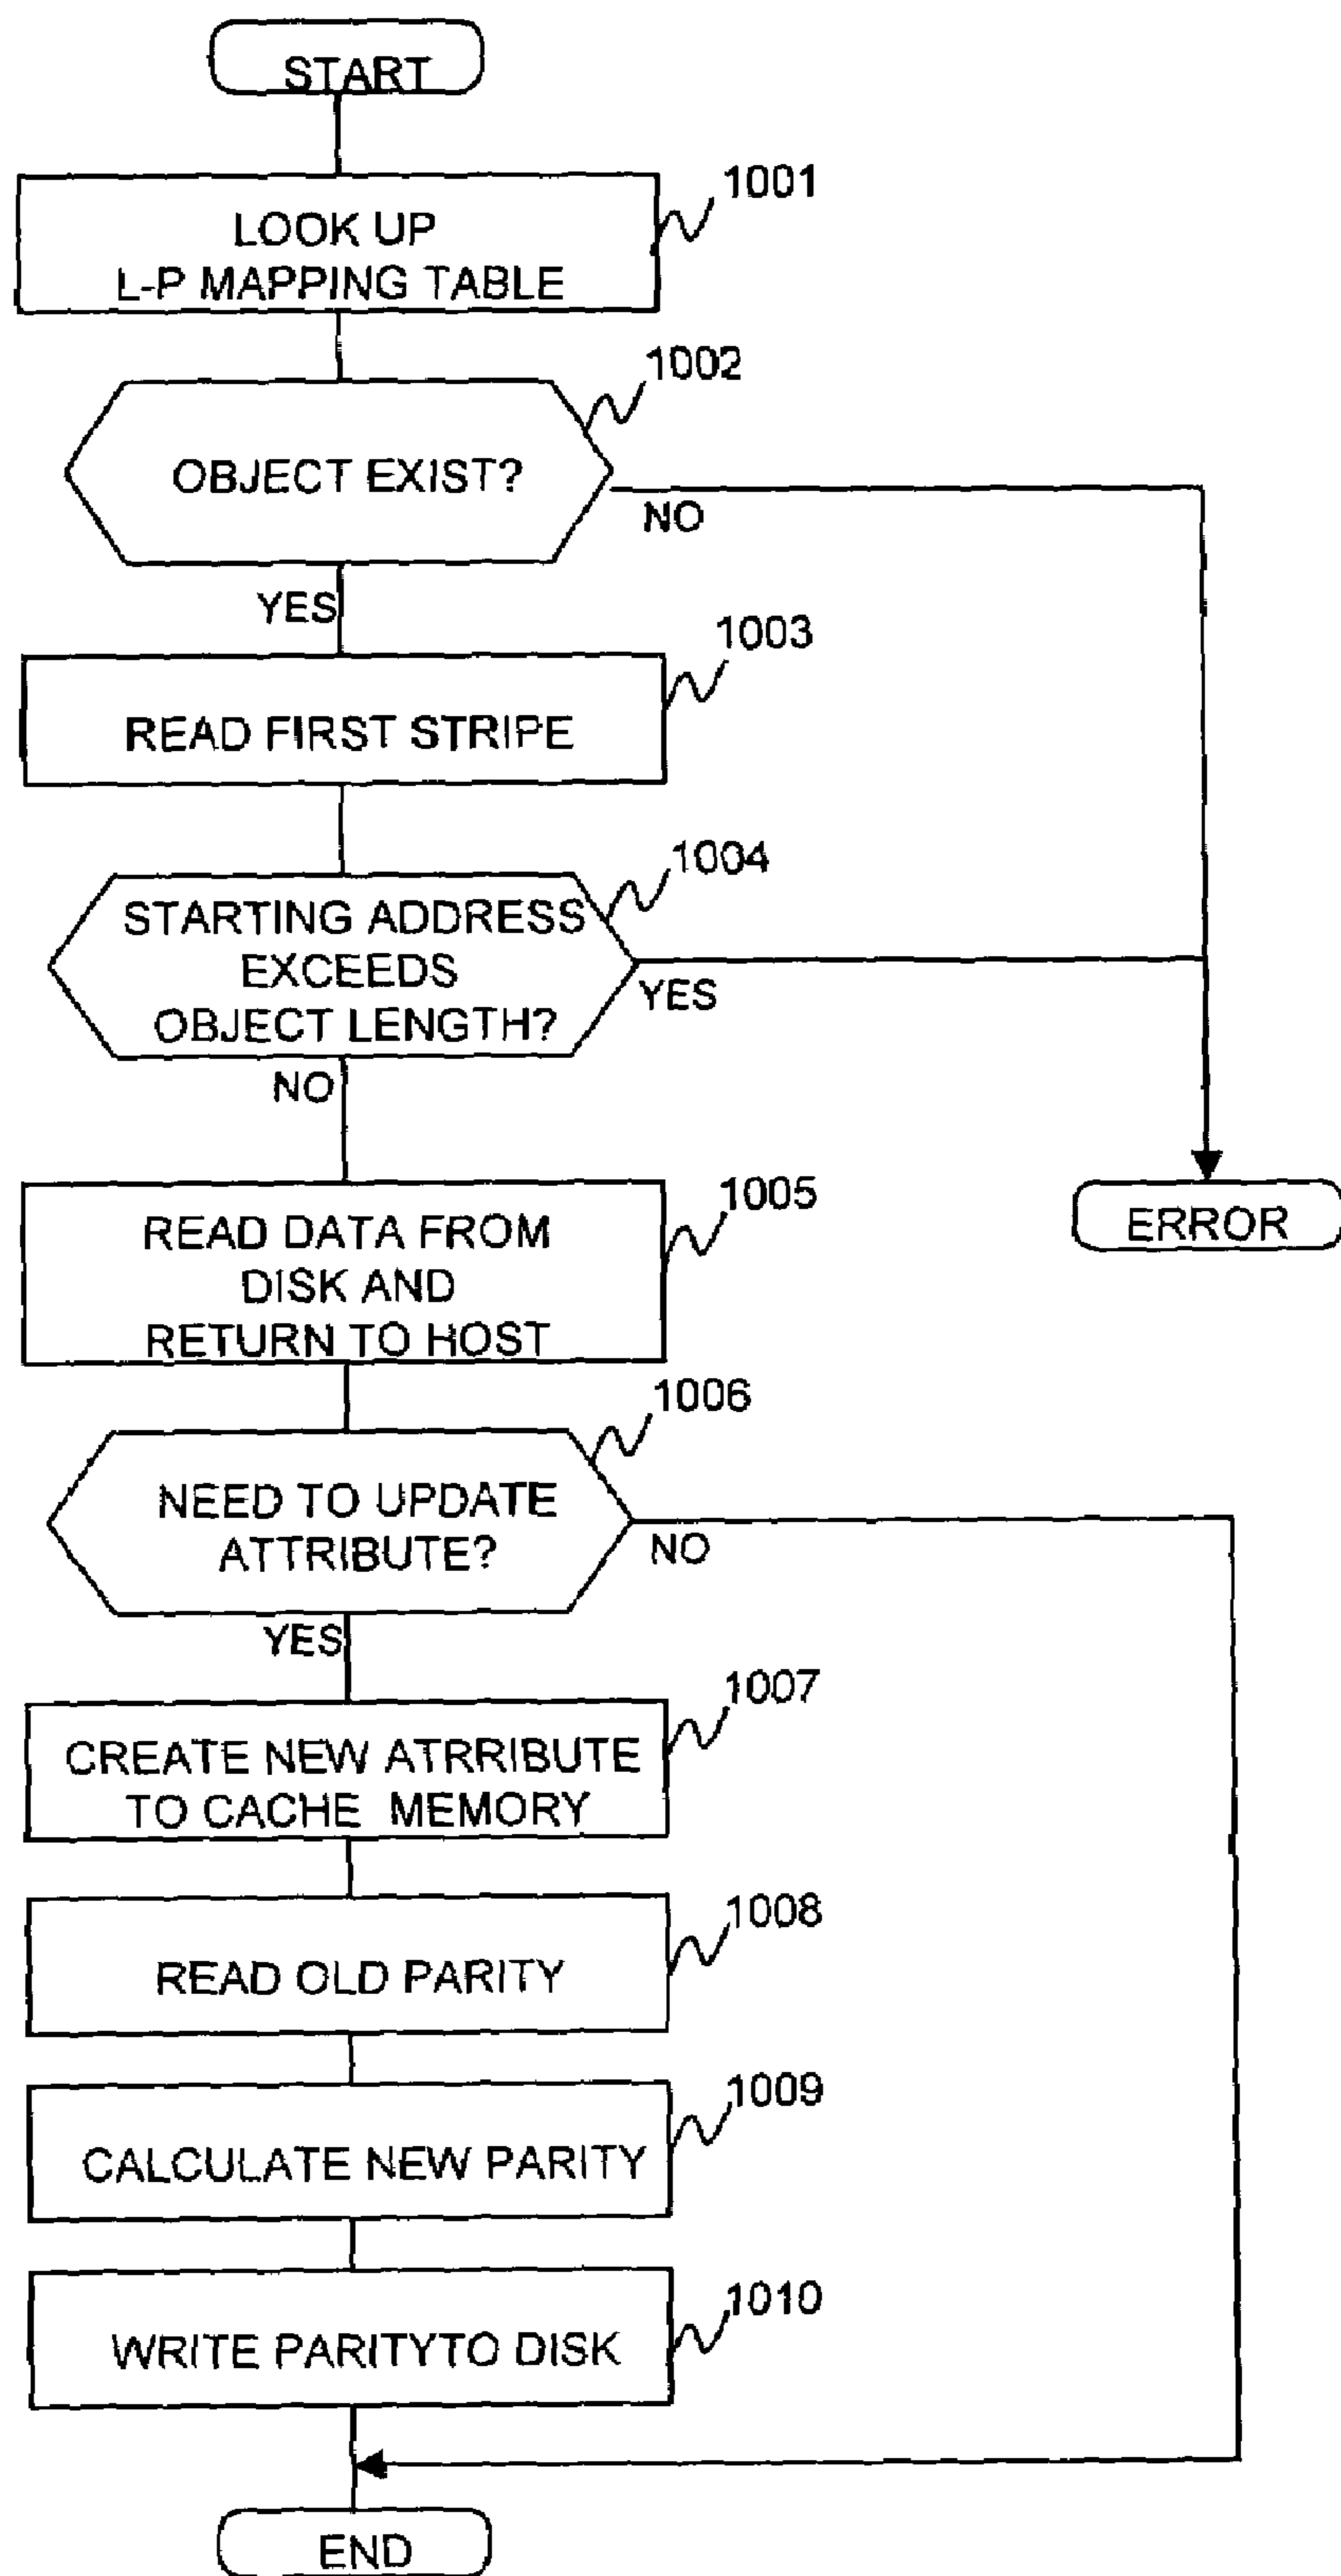 START
1001
LOOK UP
L-P MAPPING TABLE
1002
OBJECT EXIST?
NO
YES
1003
READ FIRST STRIPE
1004
STARTING ADDRESS
EXCEEDS
OBJECT LENGTH?
YES
NO
1005
READ DATA FROM
DISK AND
RETURN TO HOST
ERROR
1006
NEED TO UPDATE
ATTRIBUTE?
NO
YES
1007
CREATE NEW ATRRIBUTE
TO CACHE MEMORY
1008
READ OLD PARITY
1009
CALCULATE NEW PARITY
1010
WRITE PARITYTO DISK
END